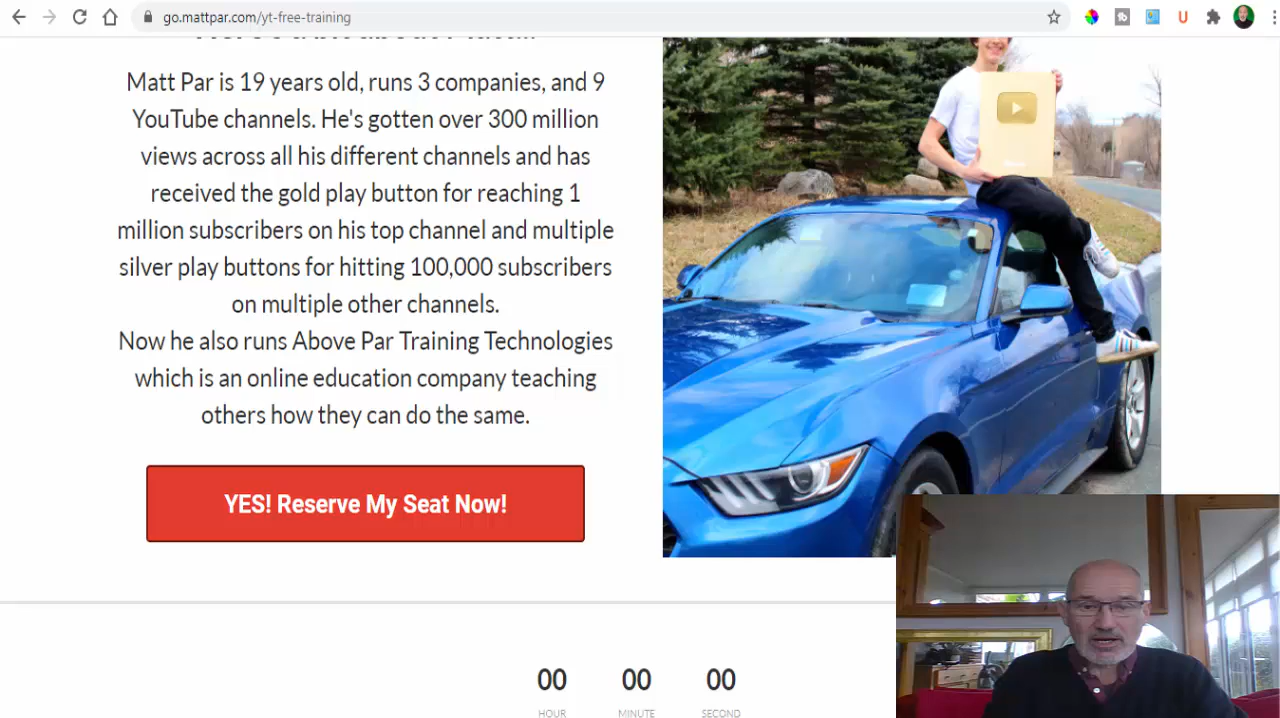 go.mattpar.com/yt-free-training
Matt Par is 19 years old, runs 3 companies, and 9
YouTube channels. He's gotten over 300 million
views across all his different channels and has
received the gold play button for reaching 1
million subscribers on his top channel and multiple
silver play buttons for hitting 100,000 subscribers
on multiple other channels.
Now he also runs Above Par Training Technologies
which is an online education company teaching
others how they can do the same.
YES! Reserve My Seat Now!
00 00 00
HOUR MINUTE SECOND